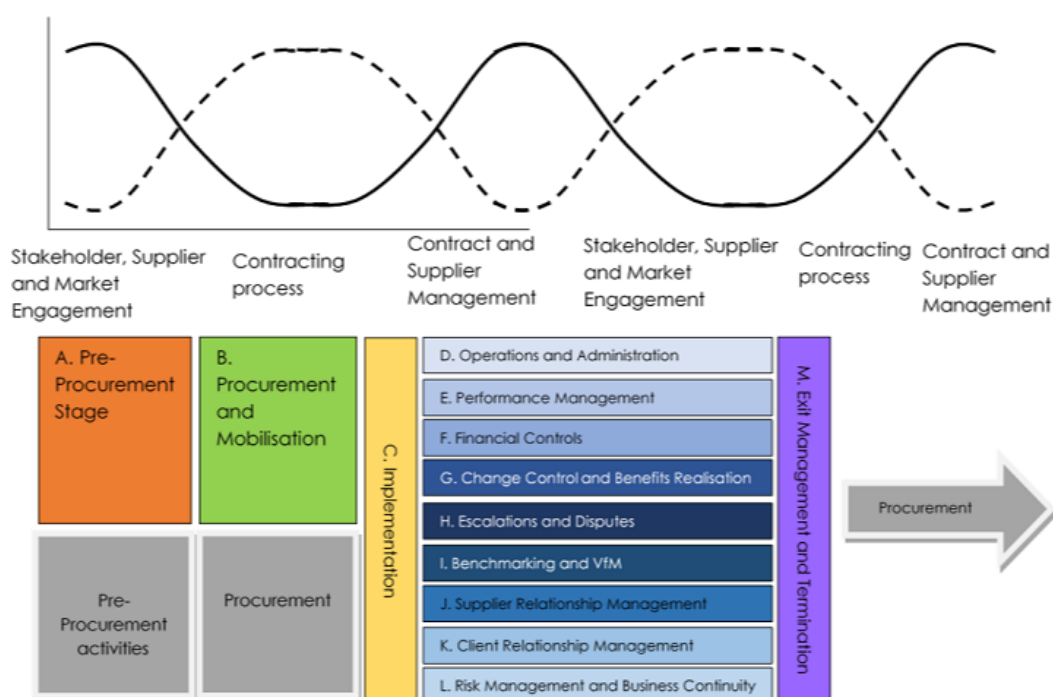 Stakeholder, Supplier
and Market
Engagement
Contracting
process
Contract and
Supplier
Management
Stakeholder, Supplier
and Market
Engagement
Contracting
process
Contract and
Supplier
Management
A. Pre-
Procurement
Stage
B.
Procurement
and
Mobilisation
C. Implementation
D. Operations and Administration
E. Performance Management
F. Financial Controls
G. Change Control and Benefits Realisation
H. Escalations and Disputes
I. Benchmarking and VfM
J. Supplier Relationship Management
K. Client Relationship Management
L. Risk Management and Business Continuity
M. Exit Management and Termination
Procurement
Pre-
Procurement
activities
Procurement